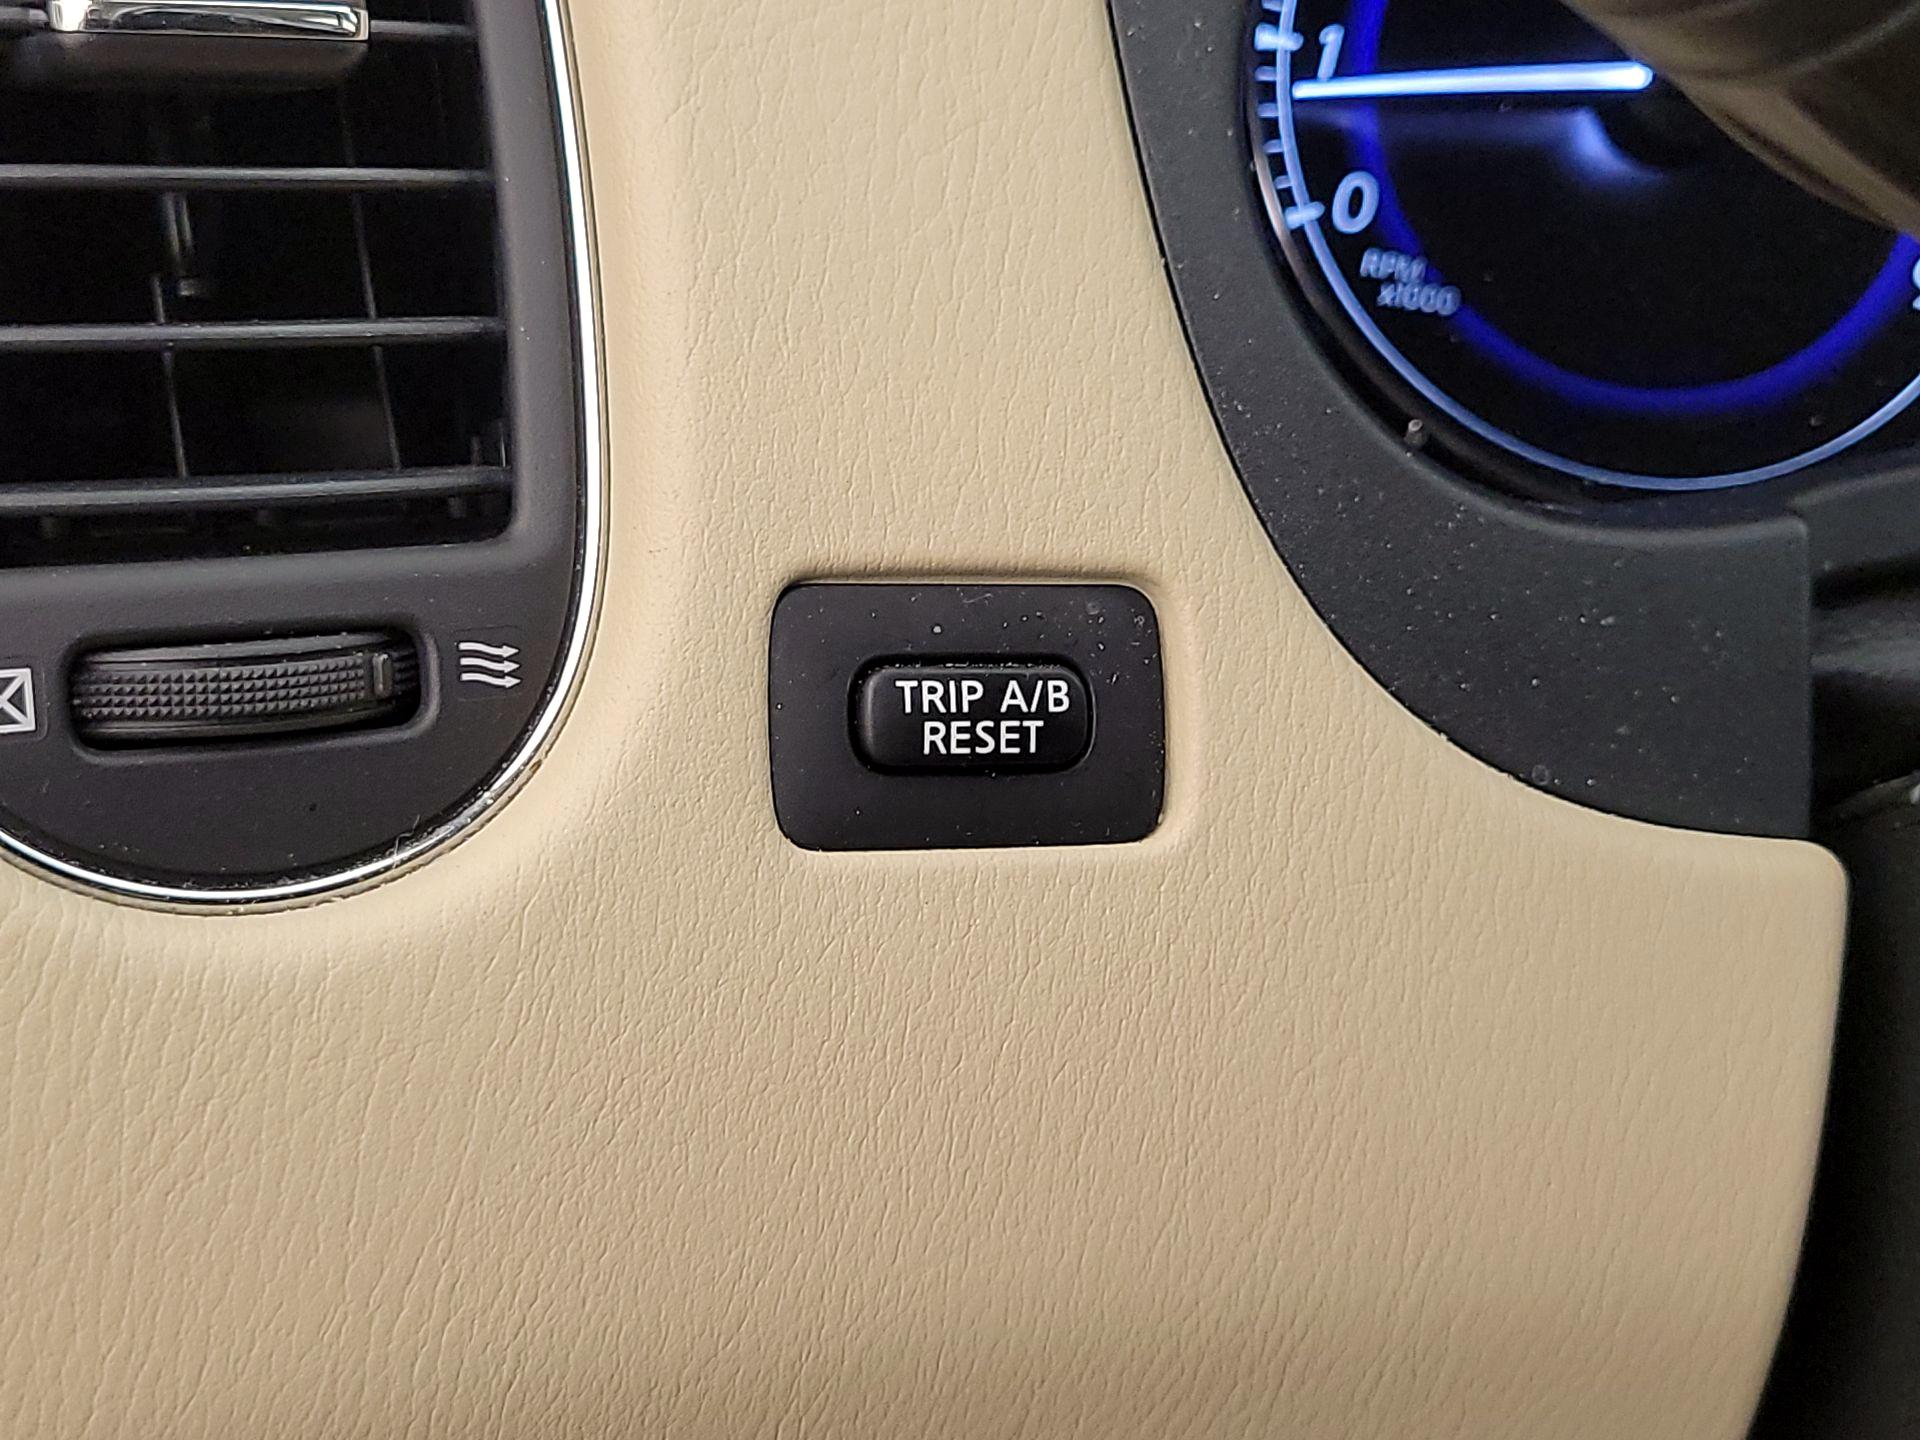 1
0
RPM
x1000
TRIP A/B
RESET